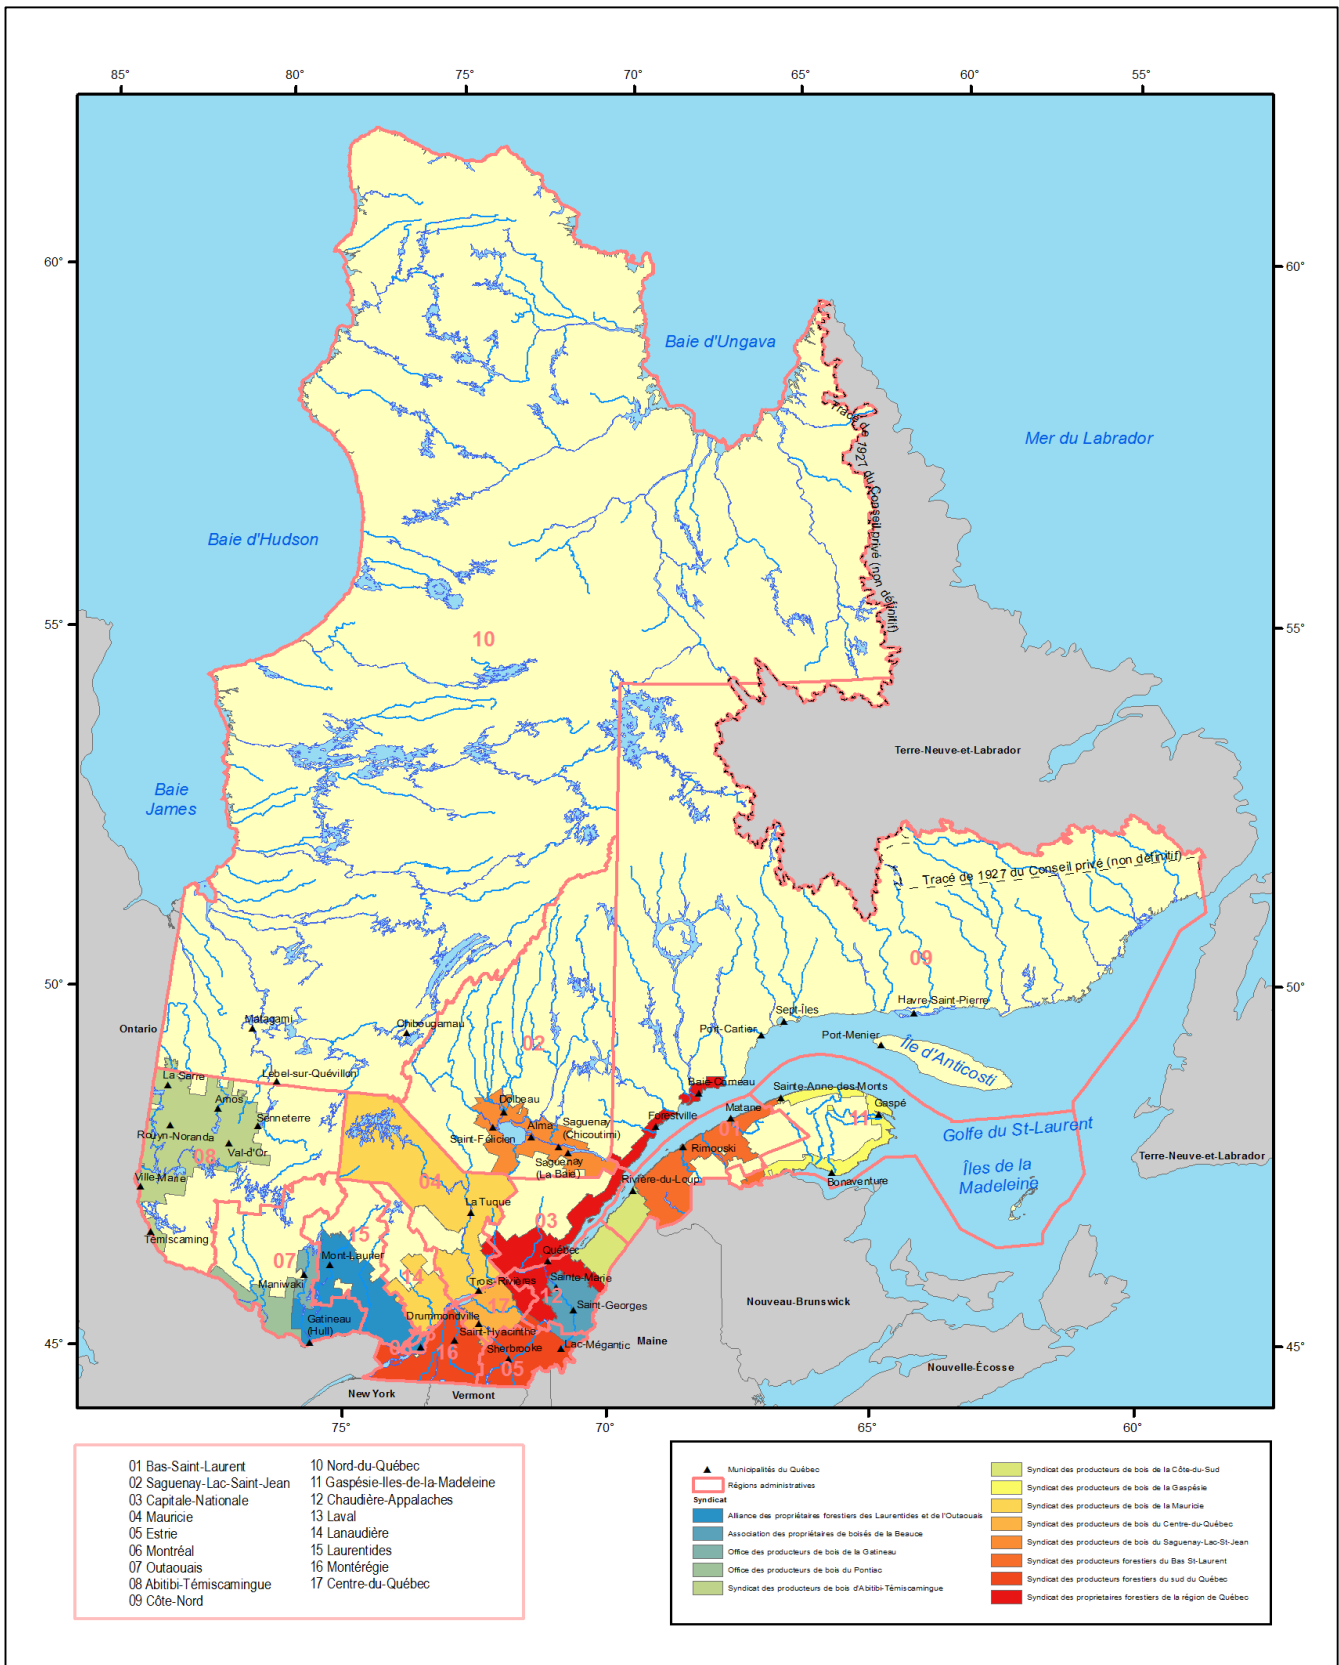 85° 80° 75° 70° 65° 60° 55°
60° 60°
Baie d'Ungava
Tracé de 1927 du Conseil privé (non définitif)
Mer du Labrador
Baie d'Hudson
55° 55°
10
Terre-Neuve-et-Labrador
Baie
James
Tracé de 1927 du Conseil privé (non définitif)
09
50° 50°
Havre-Saint-Pierre
Sept-Îles
Matagami
Chibougamau
Ontario
Port-Cartier
Port-Menier
Île d'Anticosti
02
La Sarre
Lebel-sur-Quévillon
Baie-Comeau
Sainte-Anne-des-Monts
Amos
Dolbeau
Matane
Gaspé
Senneterre
Alma
Saguenay
(Chicoutimi)
Forestville
01
11
Golfe du St-Laurent
Rouyn-Noranda
Saint-Félicien
Val-d'Or
Rimouski
08
Saguenay
(La Baie)
Terre-Neuve-et-Labrador
Îles de la
Madeleine
Ville-Marie
04
Rivière-du-Loup
Bonaventure
La Tuque
03
Témiscaming
15
Mont-Laurier
Québec
07
Maniwaki
14
Trois-Rivières
Sainte-Marie
12
17
Saint-Georges
Nouveau-Brunswick
Gatineau
(Hull)
Drummondville
Saint-Hyacinthe
13
06
16
Sherbrooke
Lac-Mégantic
Maine
45° 45°
05
Nouvelle-Écosse
New York
Vermont
75° 70° 65° 60°
01 Bas-Saint-Laurent
02 Saguenay-Lac-Saint-Jean
03 Capitale-Nationale
04 Mauricie
05 Estrie
06 Montréal
07 Outaouais
08 Abitibi-Témiscamingue
09 Côte-Nord
10 Nord-du-Québec
11 Gaspésie-Iles-de-la-Madeleine
12 Chaudière-Appalaches
13 Laval
14 Lanaudière
15 Laurentides
16 Montérégie
17 Centre-du-Québec
Municipalités du Québec
Régions administratives
Syndicat
Alliance des propriétaires forestiers des Laurentides et de l'Outaouais
Association des propriétaires de boisés de la Beauce
Office des producteurs de bois de la Gatineau
Office des producteurs de bois du Pontiac
Syndicat des producteurs de bois d'Abitibi-Témiscamingue
Syndicat des producteurs de bois de la Côte-du-Sud
Syndicat des producteurs de bois de la Gaspésie
Syndicat des producteurs de bois de la Mauricie
Syndicat des producteurs de bois du Centre-du-Québec
Syndicat des producteurs de bois du Saguenay-Lac-St-Jean
Syndicat des producteurs forestiers du Bas St-Laurent
Syndicat des producteurs forestiers du sud du Québec
Syndicat des proprietaires forestiers de la région de Québec